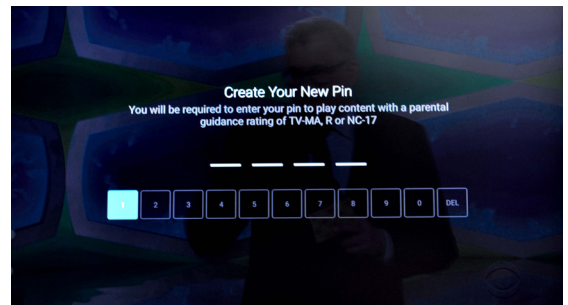 Create Your New Pin
You will be required to enter your pin to play content with a parental
guidance rating of TV-MA, R or NC-17
1 2 3 4 5 6 7 8 9 0 DEL